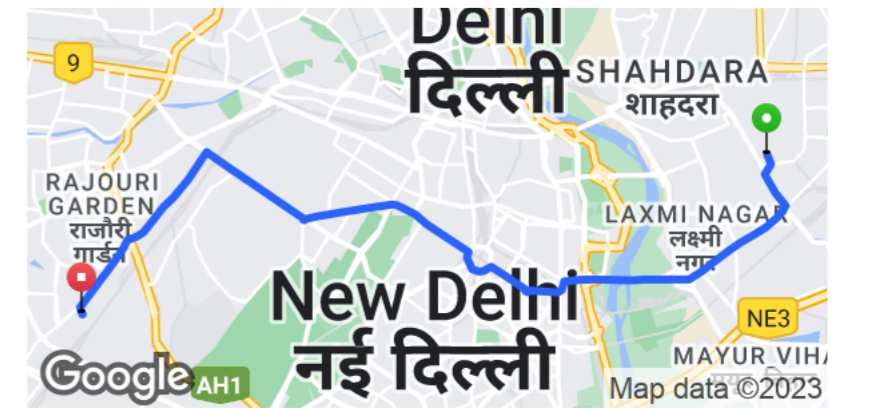 Delhi
दिल्ली
9
SHAHDARA
शाहदरा
RAJOURI
GARDEN
राजौरी
गार्डन
LAXMI NAGAR
लक्ष्मी
नगर
New Delhi
नई दिल्ली
NE3
MAYUR VIHA
Google
AH1
Map data ©2023